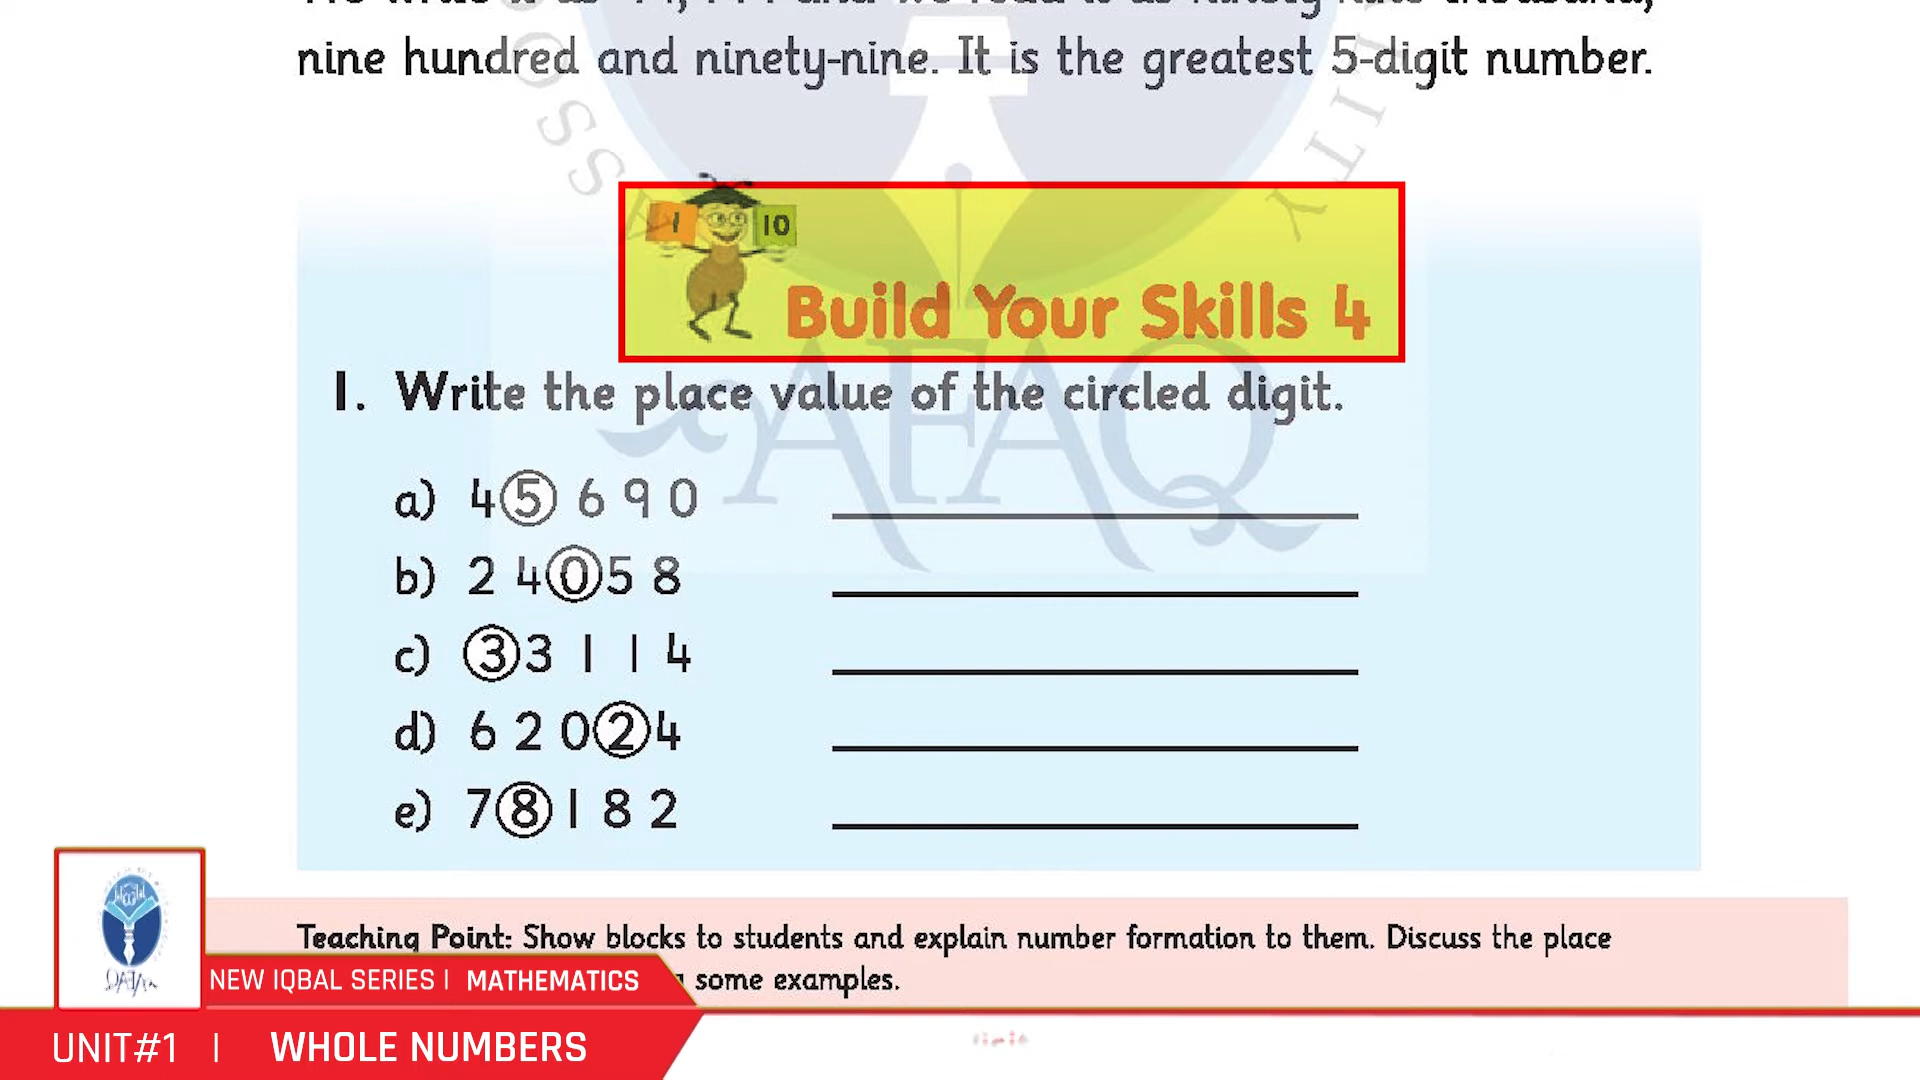 nine hundred and ninety-nine. It is the greatest 5-digit number.
1 10
Build Your Skills 4
1. Write the place value of the circled digit.
a) 4 5 6 9 0
b) 2 4 0 5 8
c) 3 3 1 1 4
d) 6 2 0 2 4
e) 7 8 1 8 2
AFAQ
Teaching Point: Show blocks to students and explain number formation to them. Discuss the place
some examples.
NEW IQBAL SERIES | MATHEMATICS
UNIT#1 | WHOLE NUMBERS